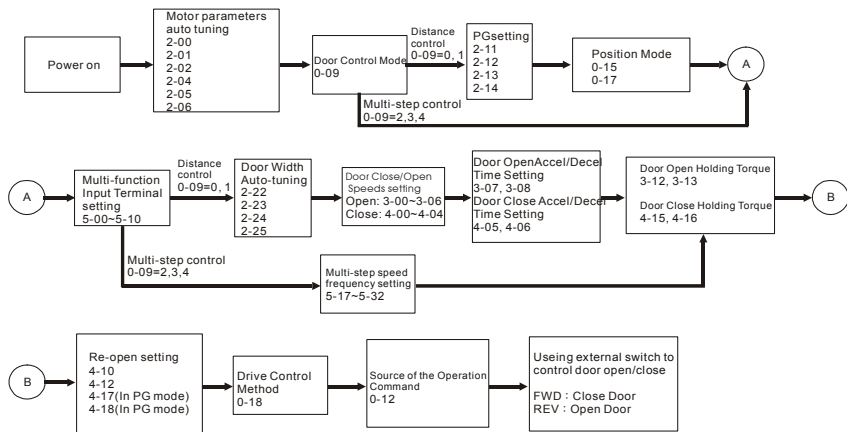 Power on
Motor parameters
auto tuning
2-00
2-01
2-02
2-04
2-05
2-06
Door Control Mode
0-09
Distance
control
0-09=0, 1
PGsetting
2-11
2-12
2-13
2-14
Position Mode
0-15
0-17
A
Multi-step control
0-09=2,3,4
A
Multi-function
Input Terminal
setting
5-00~5-10
Distance
control
0-09=0, 1
Door Width
Auto-tuning
2-22
2-23
2-24
2-25
Door Close/Open
Speeds setting
Open: 3-00~3-06
Close: 4-00~4-04
Door OpenAccel/Decel
Time Setting
3-07, 3-08
Door Close Accel/Decel
Time Setting
4-05, 4-06
Door Open Holding Torque
3-12, 3-13
Door Close Holding Torque
4-15, 4-16
B
Multi-step control
0-09=2,3,4
Multi-step speed
frequency setting
5-17~5-32
B
Re-open setting
4-10
4-12
4-17(In PG mode)
4-18(In PG mode)
Drive Control
Method
0-18
Source of the Operation
Command
0-12
Useing external switch to
control door open/close
FWD : Close Door
REV : Open Door